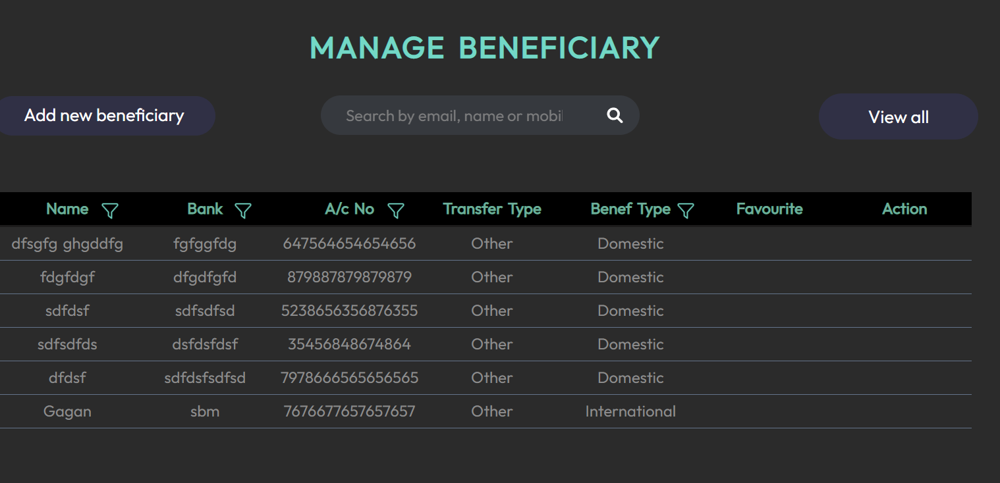 MANAGE BENEFICIARY
Add new beneficiary Search by email, name or mobil View all
Name Bank A/c No Transfer Type Benef Type Favourite Action
dfsgfg ghgddfg fgfggfdg 647564654654656 Other Domestic
fdgfdgf dfgdfgfd 879887879879879 Other Domestic
sdfdsf sdfsdfsd 5238656356876355 Other Domestic
sdfsdfds dsfdsfdsf 35456848674864 Other Domestic
dfdsf sdfdsfsdfsd 7978666565656565 Other Domestic
Gagan sbm 7676677657657657 Other International